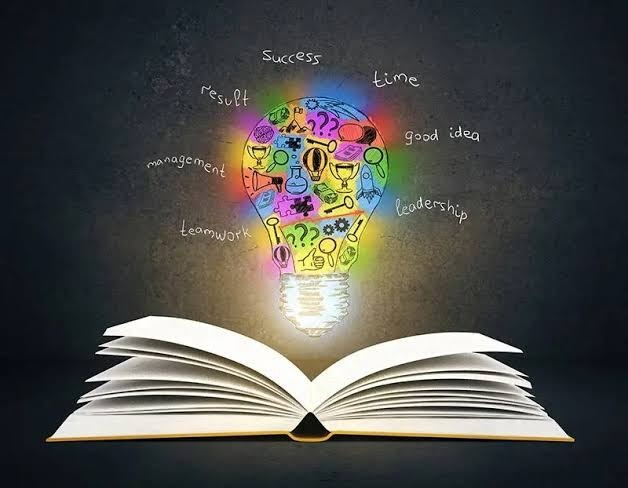 success
time
result
good idea
management
leadership
teamwork
???
???